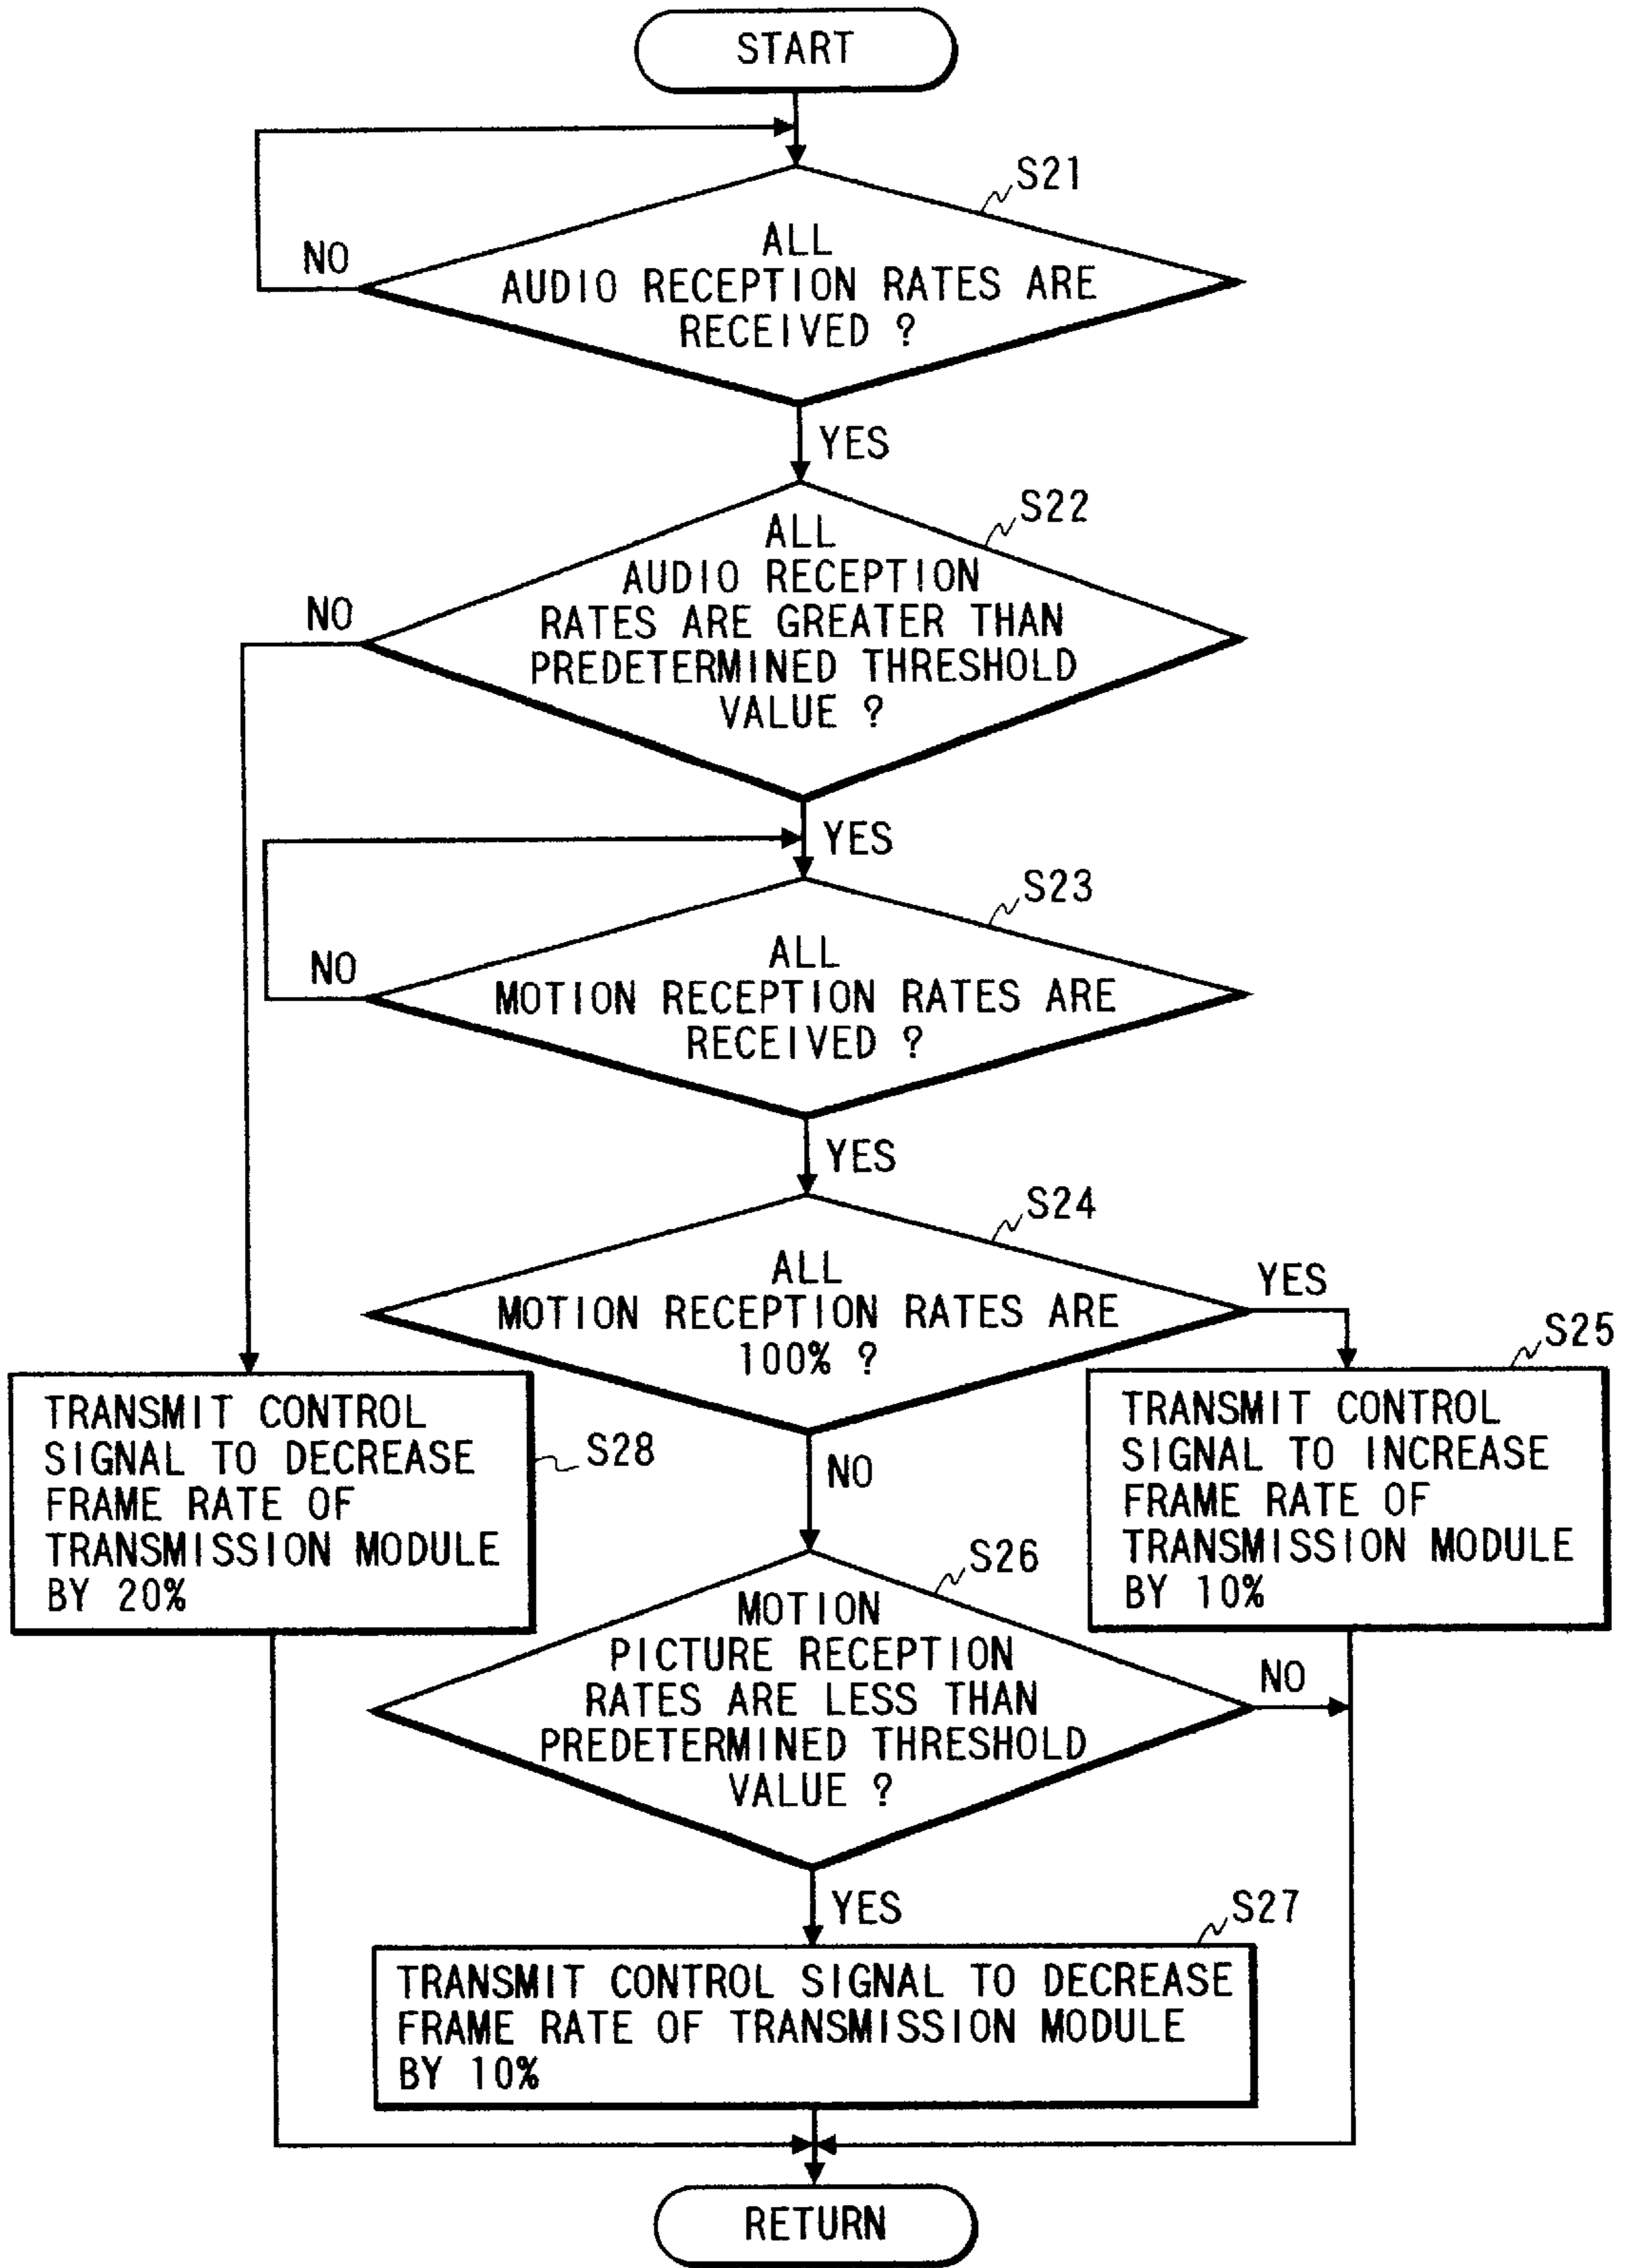 START
S21
ALL
AUDIO RECEPTION RATES ARE
RECEIVED ?
NO
YES
S22
ALL
AUDIO RECEPTION
RATES ARE GREATER THAN
PREDETERMINED THRESHOLD
VALUE ?
NO
YES
S23
ALL
MOTION RECEPTION RATES ARE
RECEIVED ?
NO
YES
S24
ALL
MOTION RECEPTION RATES ARE
100% ?
YES
NO
S25
TRANSMIT CONTROL
SIGNAL TO INCREASE
FRAME RATE OF
TRANSMISSION MODULE
BY 10%
S28
TRANSMIT CONTROL
SIGNAL TO DECREASE
FRAME RATE OF
TRANSMISSION MODULE
BY 20%
S26
MOTION
PICTURE RECEPTION
RATES ARE LESS THAN
PREDETERMINED THRESHOLD
VALUE ?
NO
YES
S27
TRANSMIT CONTROL SIGNAL TO DECREASE
FRAME RATE OF TRANSMISSION MODULE
BY 10%
RETURN